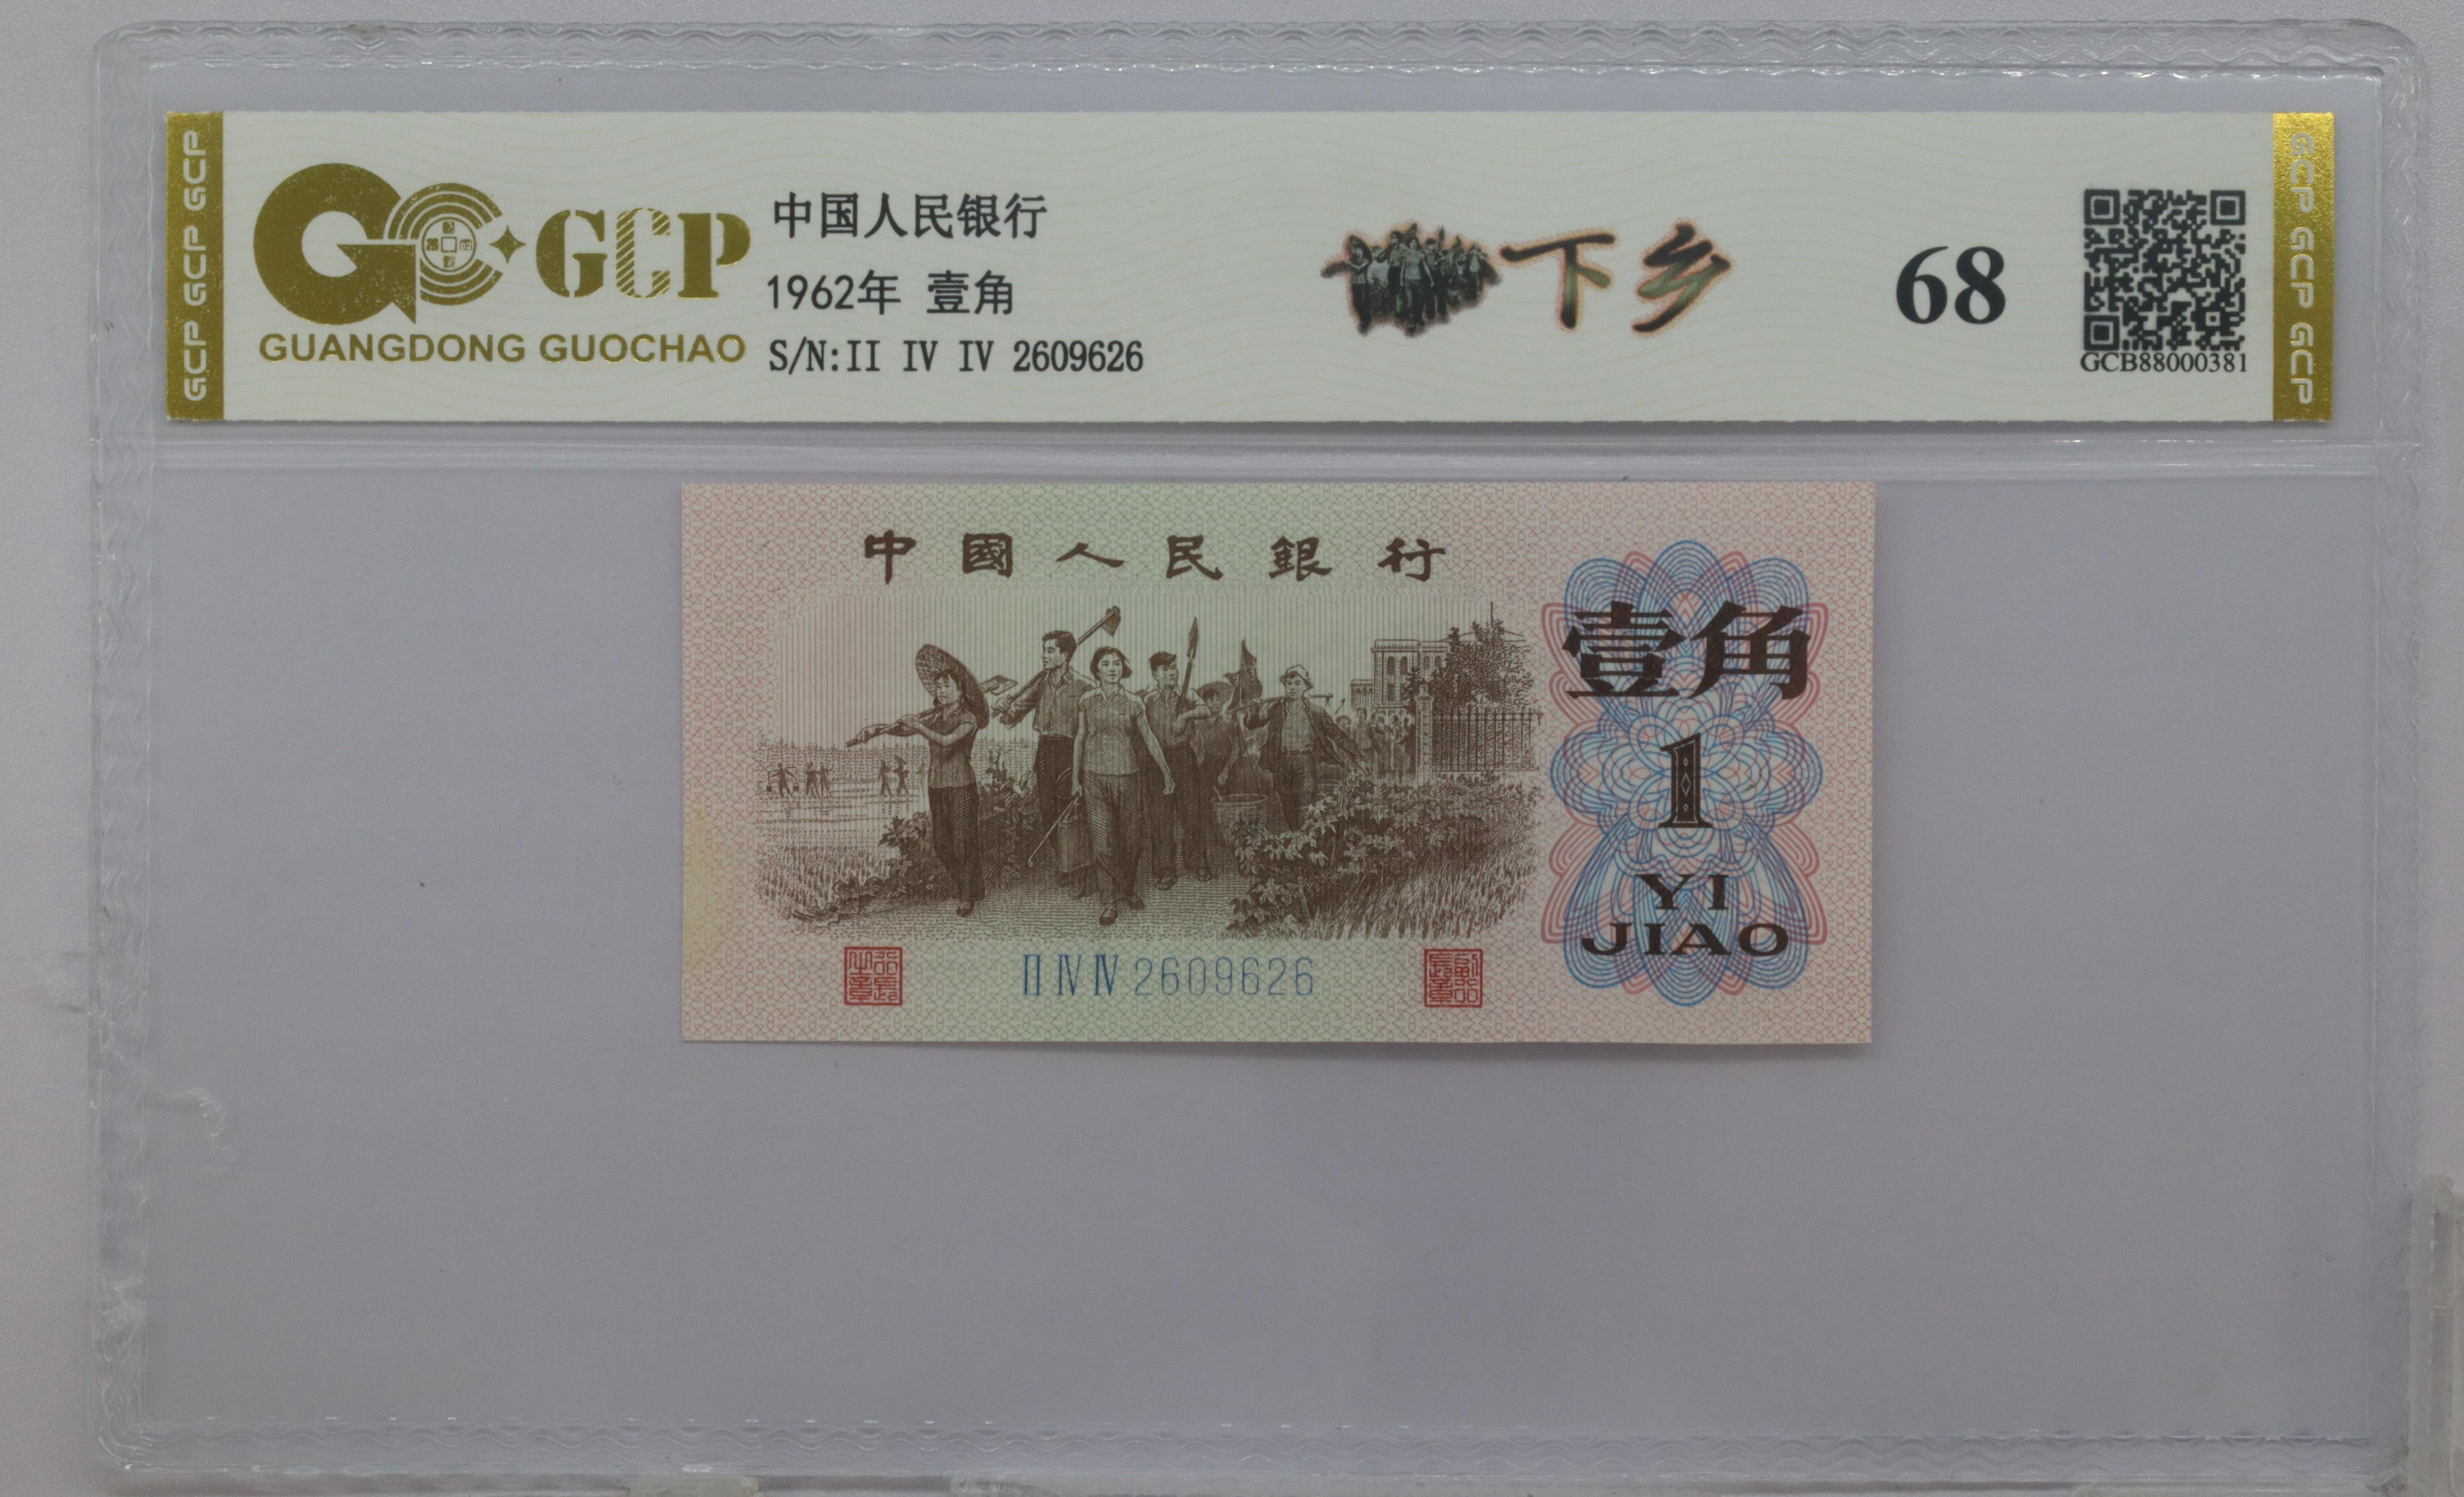 GCP GCP GCP
GCP
GUANGDONG GUOCHAO
中国人民银行
1962年 壹角
S/N:II IV IV 2609626
下乡
68
GCB88000381
GCP GCP GCP
中國人民銀行
壹角
1
YI
JIAO
II IV IV 2609626